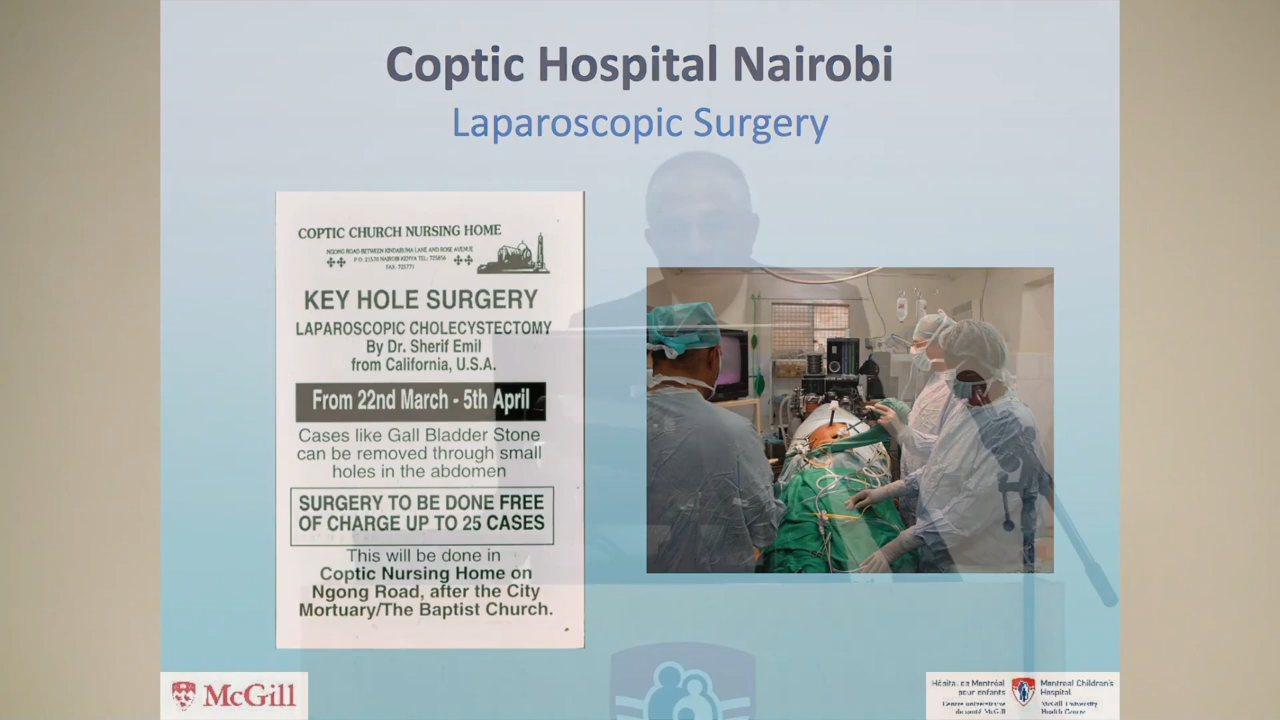 Coptic Hospital Nairobi
Laparoscopic Surgery
COPTIC CHURCH NURSING HOME
NGONG ROAD BETWEEN KINDARUMA LANE AND ROSE AVENUE
P.O. 21570 NAIROBI KENYA TEL:
FAX:
KEY HOLE SURGERY
LAPAROSCOPIC CHOLECYSTECTOMY
By Dr. Sherif Emil
from California, U.S.A.
From 22nd March - 5th April
Cases like Gall Bladder Stone
can be removed through small
holes in the abdomen
SURGERY TO BE DONE FREE
OF CHARGE UP TO 25 CASES
This will be done in
Coptic Nursing Home on
Ngong Road, after the City
Mortuary/The Baptist Church.
McGill
Hôpital de Montréal
pour enfants
Centre universitaire
de santé McGill
Montreal Children's
Hospital
McGill University
Health Centre